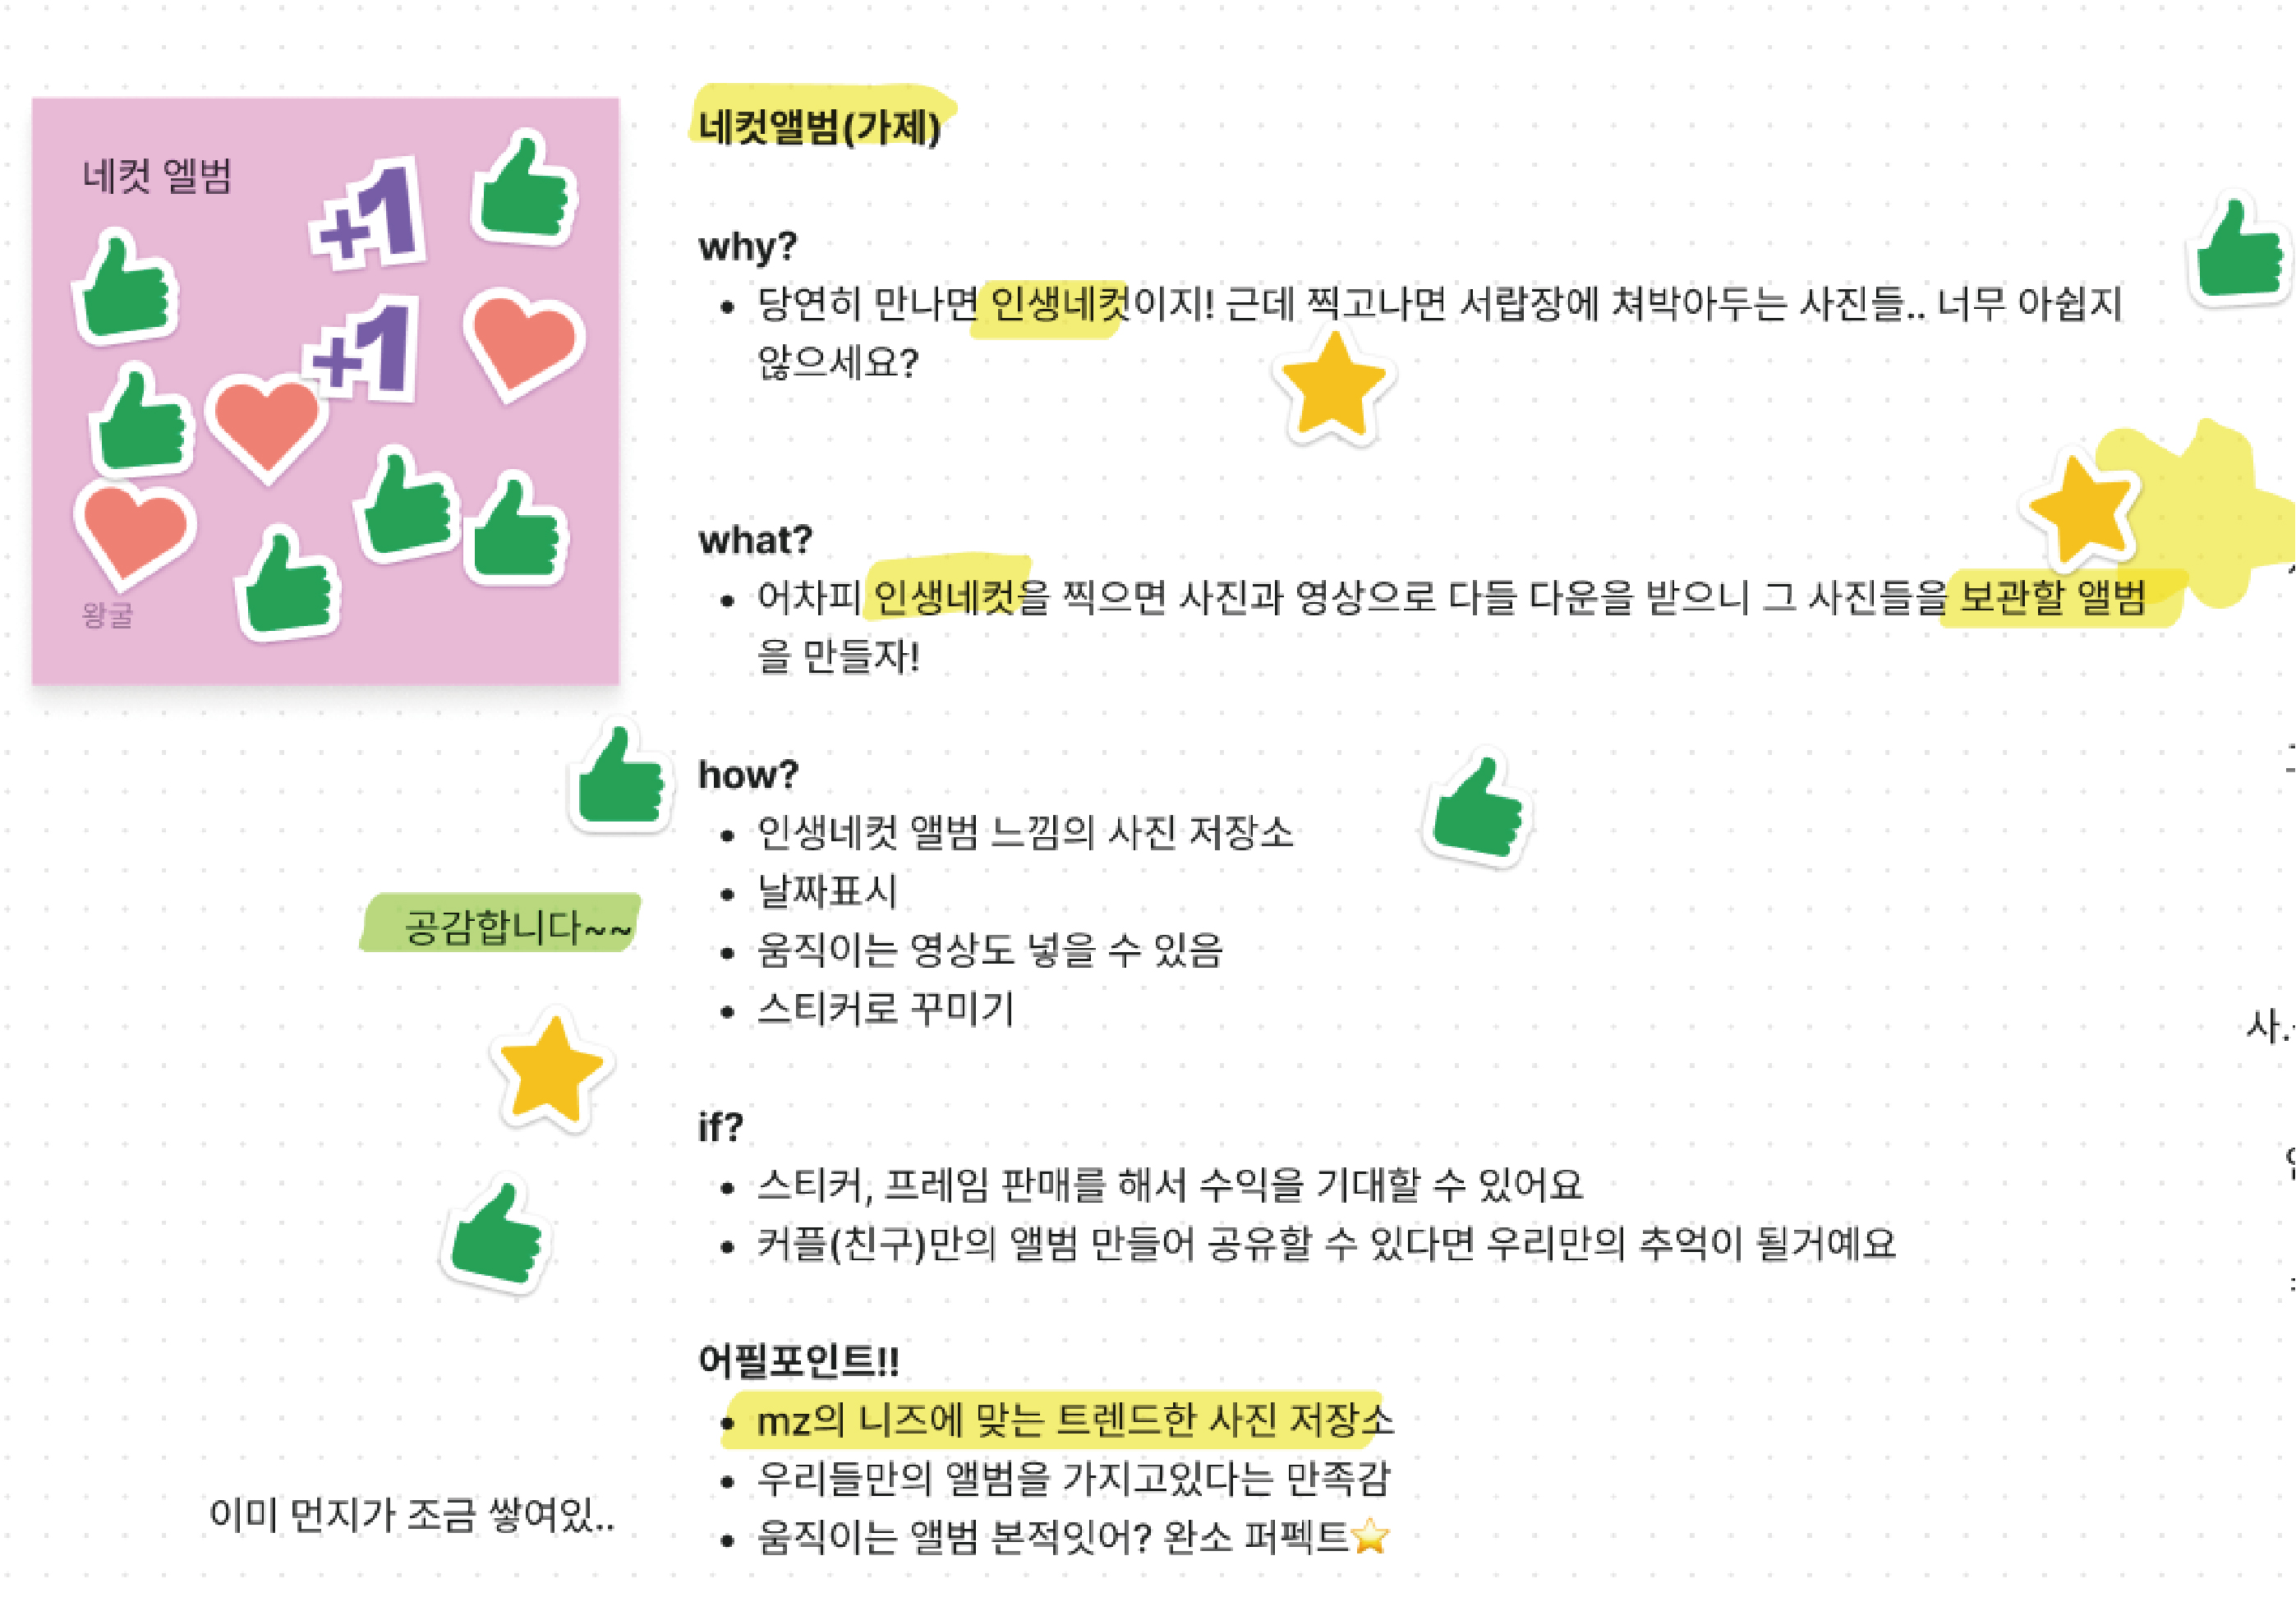 네컷 엘범
+1
+1
왕굴
네컷앨범(가제)
why?
당연히 만나면 인생네컷이지! 근데 찍고나면 서랍장에 쳐박아두는 사진들.. 너무 아쉽지
않으세요?
what?
어차피 인생네컷을 찍으면 사진과 영상으로 다들 다운을 받으니 그 사진들을 보관할 앨범
을 만들자!
how?
인생네컷 앨범 느낌의 사진 저장소
날짜표시
움직이는 영상도 넣을 수 있음
스티커로 꾸미기
공감합니다~~
if?
스티커, 프레임 판매를 해서 수익을 기대할 수 있어요
커플(친구)만의 앨범 만들어 공유할 수 있다면 우리만의 추억이 될거예요
어필포인트!!
mz의 니즈에 맞는 트렌드한 사진 저장소
우리들만의 앨범을 가지고있다는 만족감
움직이는 앨범 본적잇어? 완소 퍼펙트⭐
이미 먼지가 조금 쌓여있..
사.